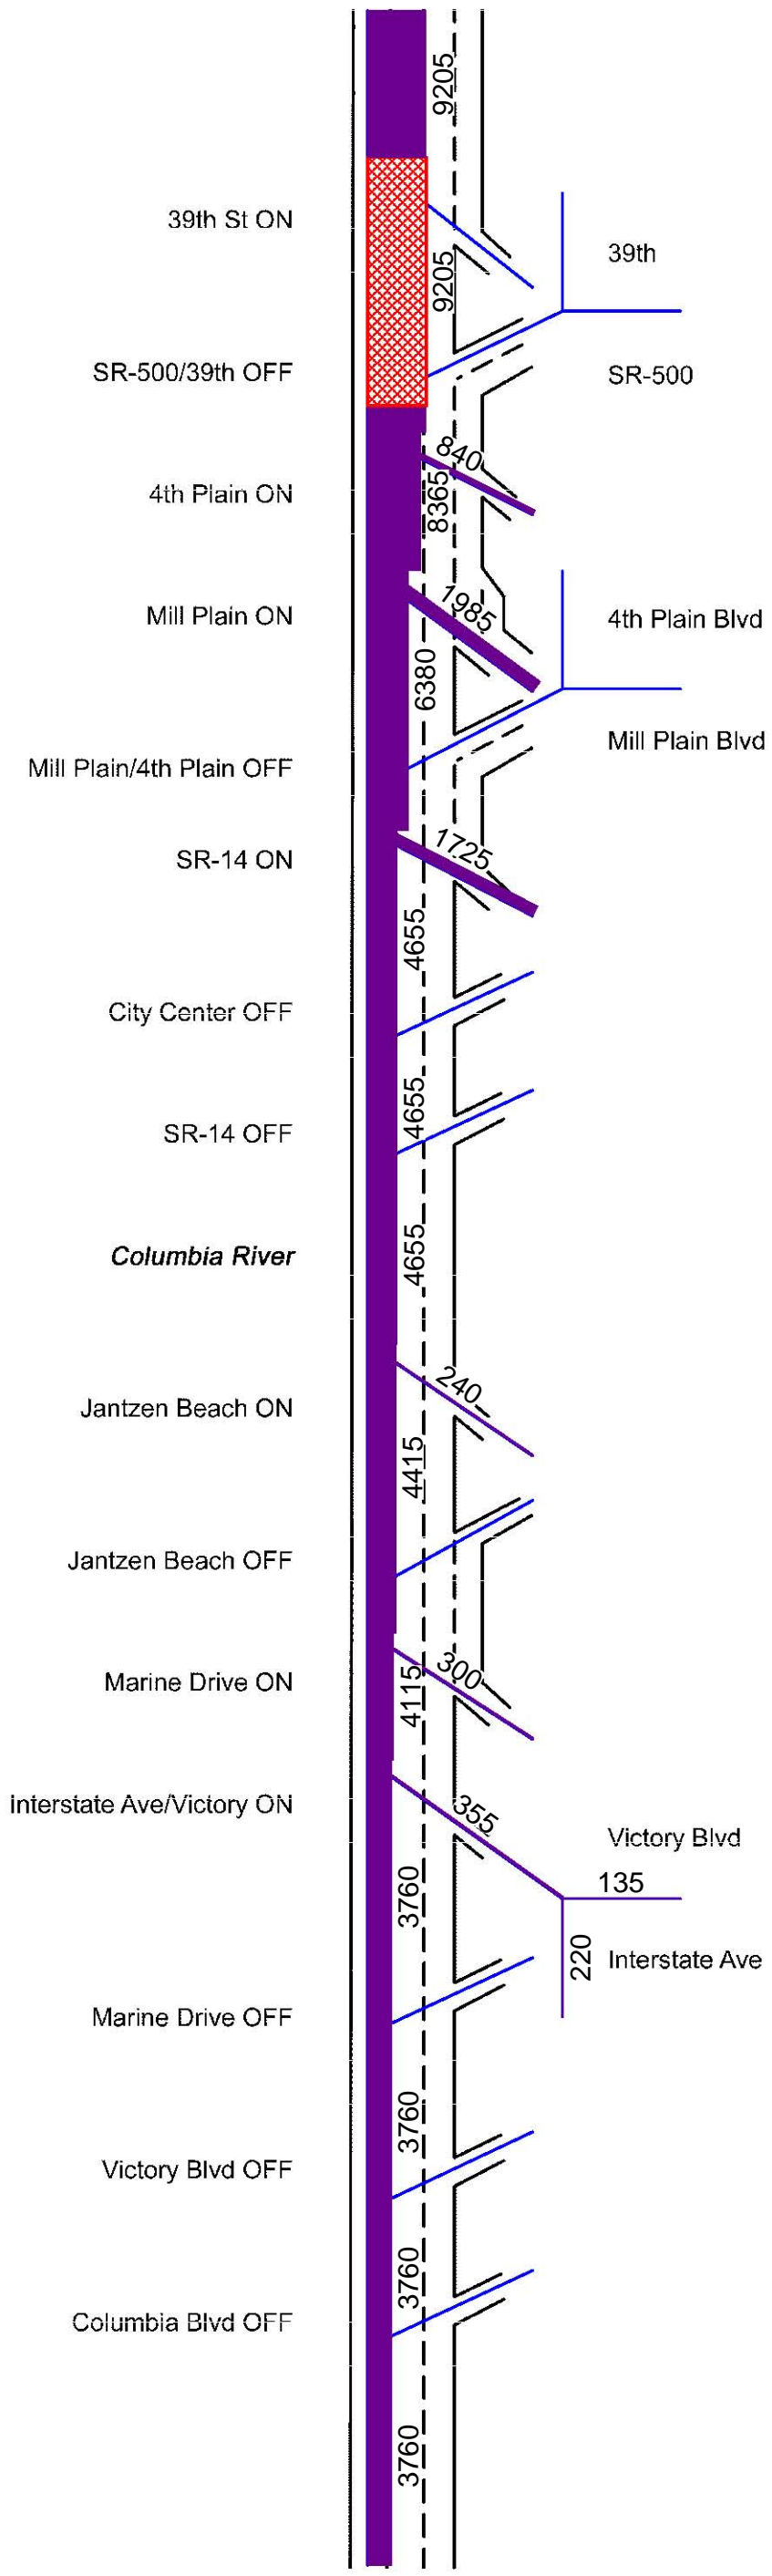 9205
39th St ON
39th
9205
SR-500/39th OFF
SR-500
840
4th Plain ON
8365
1985
Mill Plain ON
4th Plain Blvd
6380
Mill Plain Blvd
Mill Plain/4th Plain OFF
1725
SR-14 ON
4655
City Center OFF
4655
SR-14 OFF
4655
Columbia River
240
Jantzen Beach ON
4415
Jantzen Beach OFF
300
Marine Drive ON
4115
Interstate Ave/Victory ON
355
Victory Blvd
135
3760
220
Interstate Ave
Marine Drive OFF
3760
Victory Blvd OFF
3760
Columbia Blvd OFF
3760